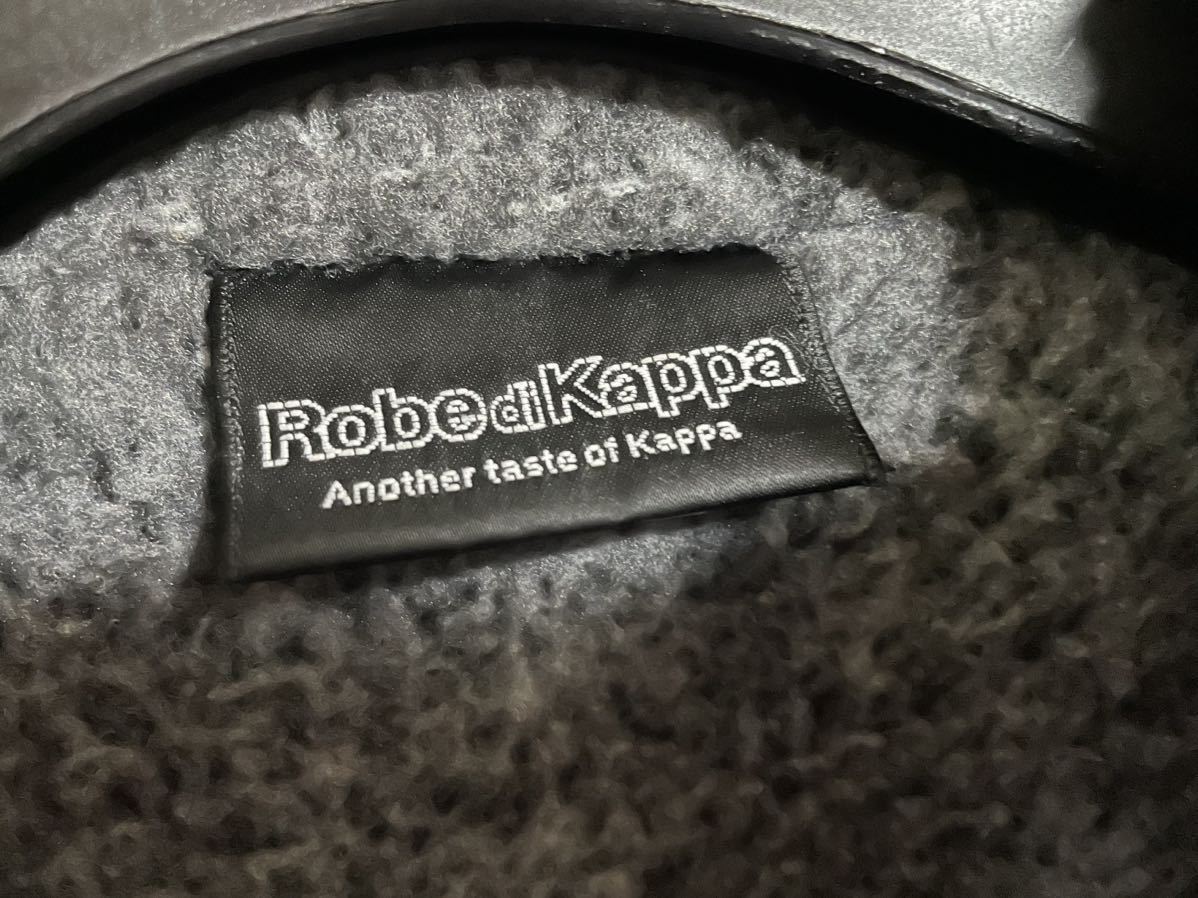 RobediKappa
Another taste of Kappa